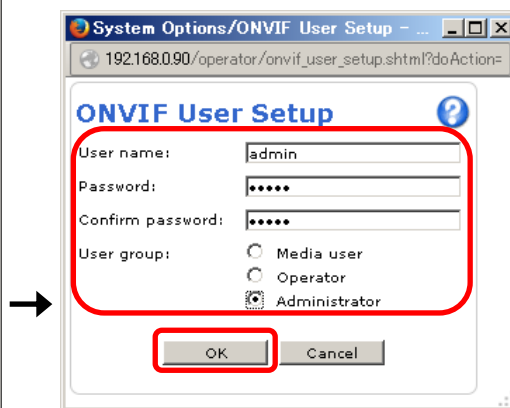 System Options/ONVIF User Setup - ...
192.168.0.90/operator/onvif_user_setup.shtml?doAction=
ONVIF User Setup
User name: admin
Password: •••••
Confirm password: •••••
User group: Media user
Operator
Administrator
OK Cancel